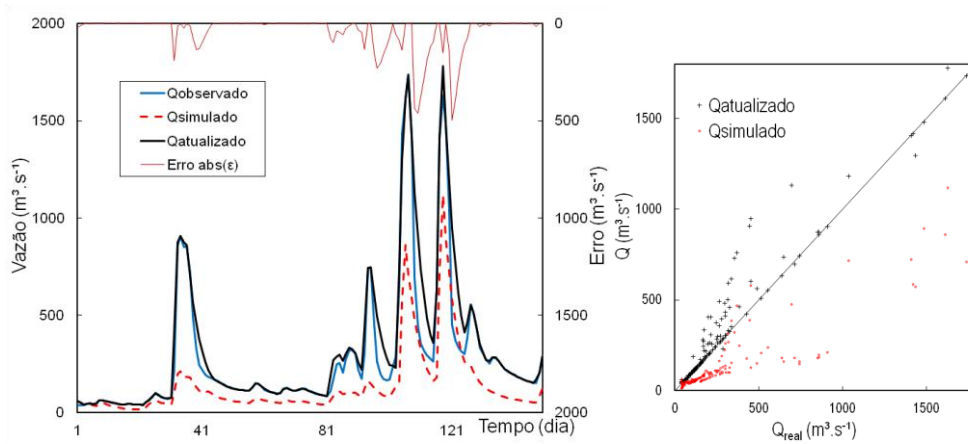 2000
1500
1000
500
0
Vazão (m³.s⁻¹)
Qobservado
Qsimulado
Qatualizado
Erro abs(ε)
1
41
81
121
Tempo (dia)
0
500
1000
1500
2000
Erro (m³.s⁻¹)
Q (m³.s⁻¹)
1500
1000
500
0
Qatualizado
Qsimulado
0
500
1000
1500
Qreal (m³.s⁻¹)